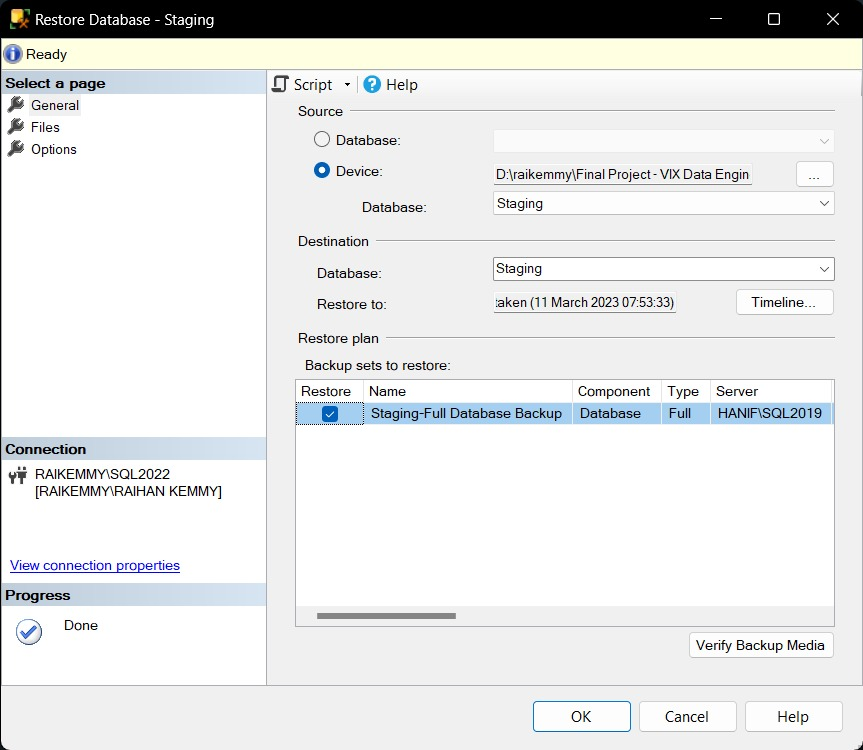 Restore Database - Staging
Ready
Select a page
General
Files
Options
Connection
RAIKEMMY\SQL2022
[RAIKEMMY\RAIHAN KEMMY]
View connection properties
Progress
Done
Script
Help
Source
Database:
Device:
D:\raikemmy\Final Project - VIX Data Engin
...
Database:
Staging
Destination
Database:
Staging
Restore to:
taken (11 March 2023 07:53:33)
Timeline...
Restore plan
Backup sets to restore:
Restore Name Component Type Server
Staging-Full Database Backup Database Full HANIF\SQL2019
Verify Backup Media
OK Cancel Help